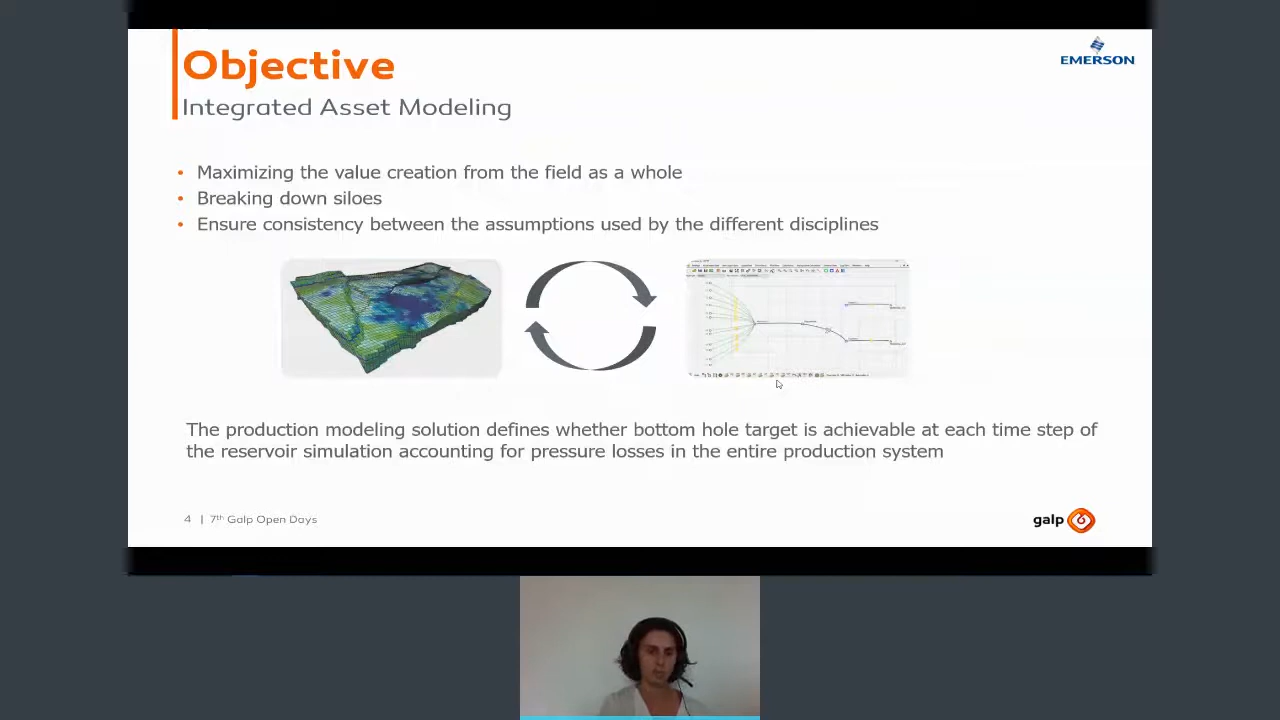 Objective
EMERSON
Integrated Asset Modeling
• Maximizing the value creation from the field as a whole
• Breaking down siloes
• Ensure consistency between the assumptions used by the different disciplines
The production modeling solution defines whether bottom hole target is achievable at each time step of
the reservoir simulation accounting for pressure losses in the entire production system
4 | 7th Galp Open Days
galp